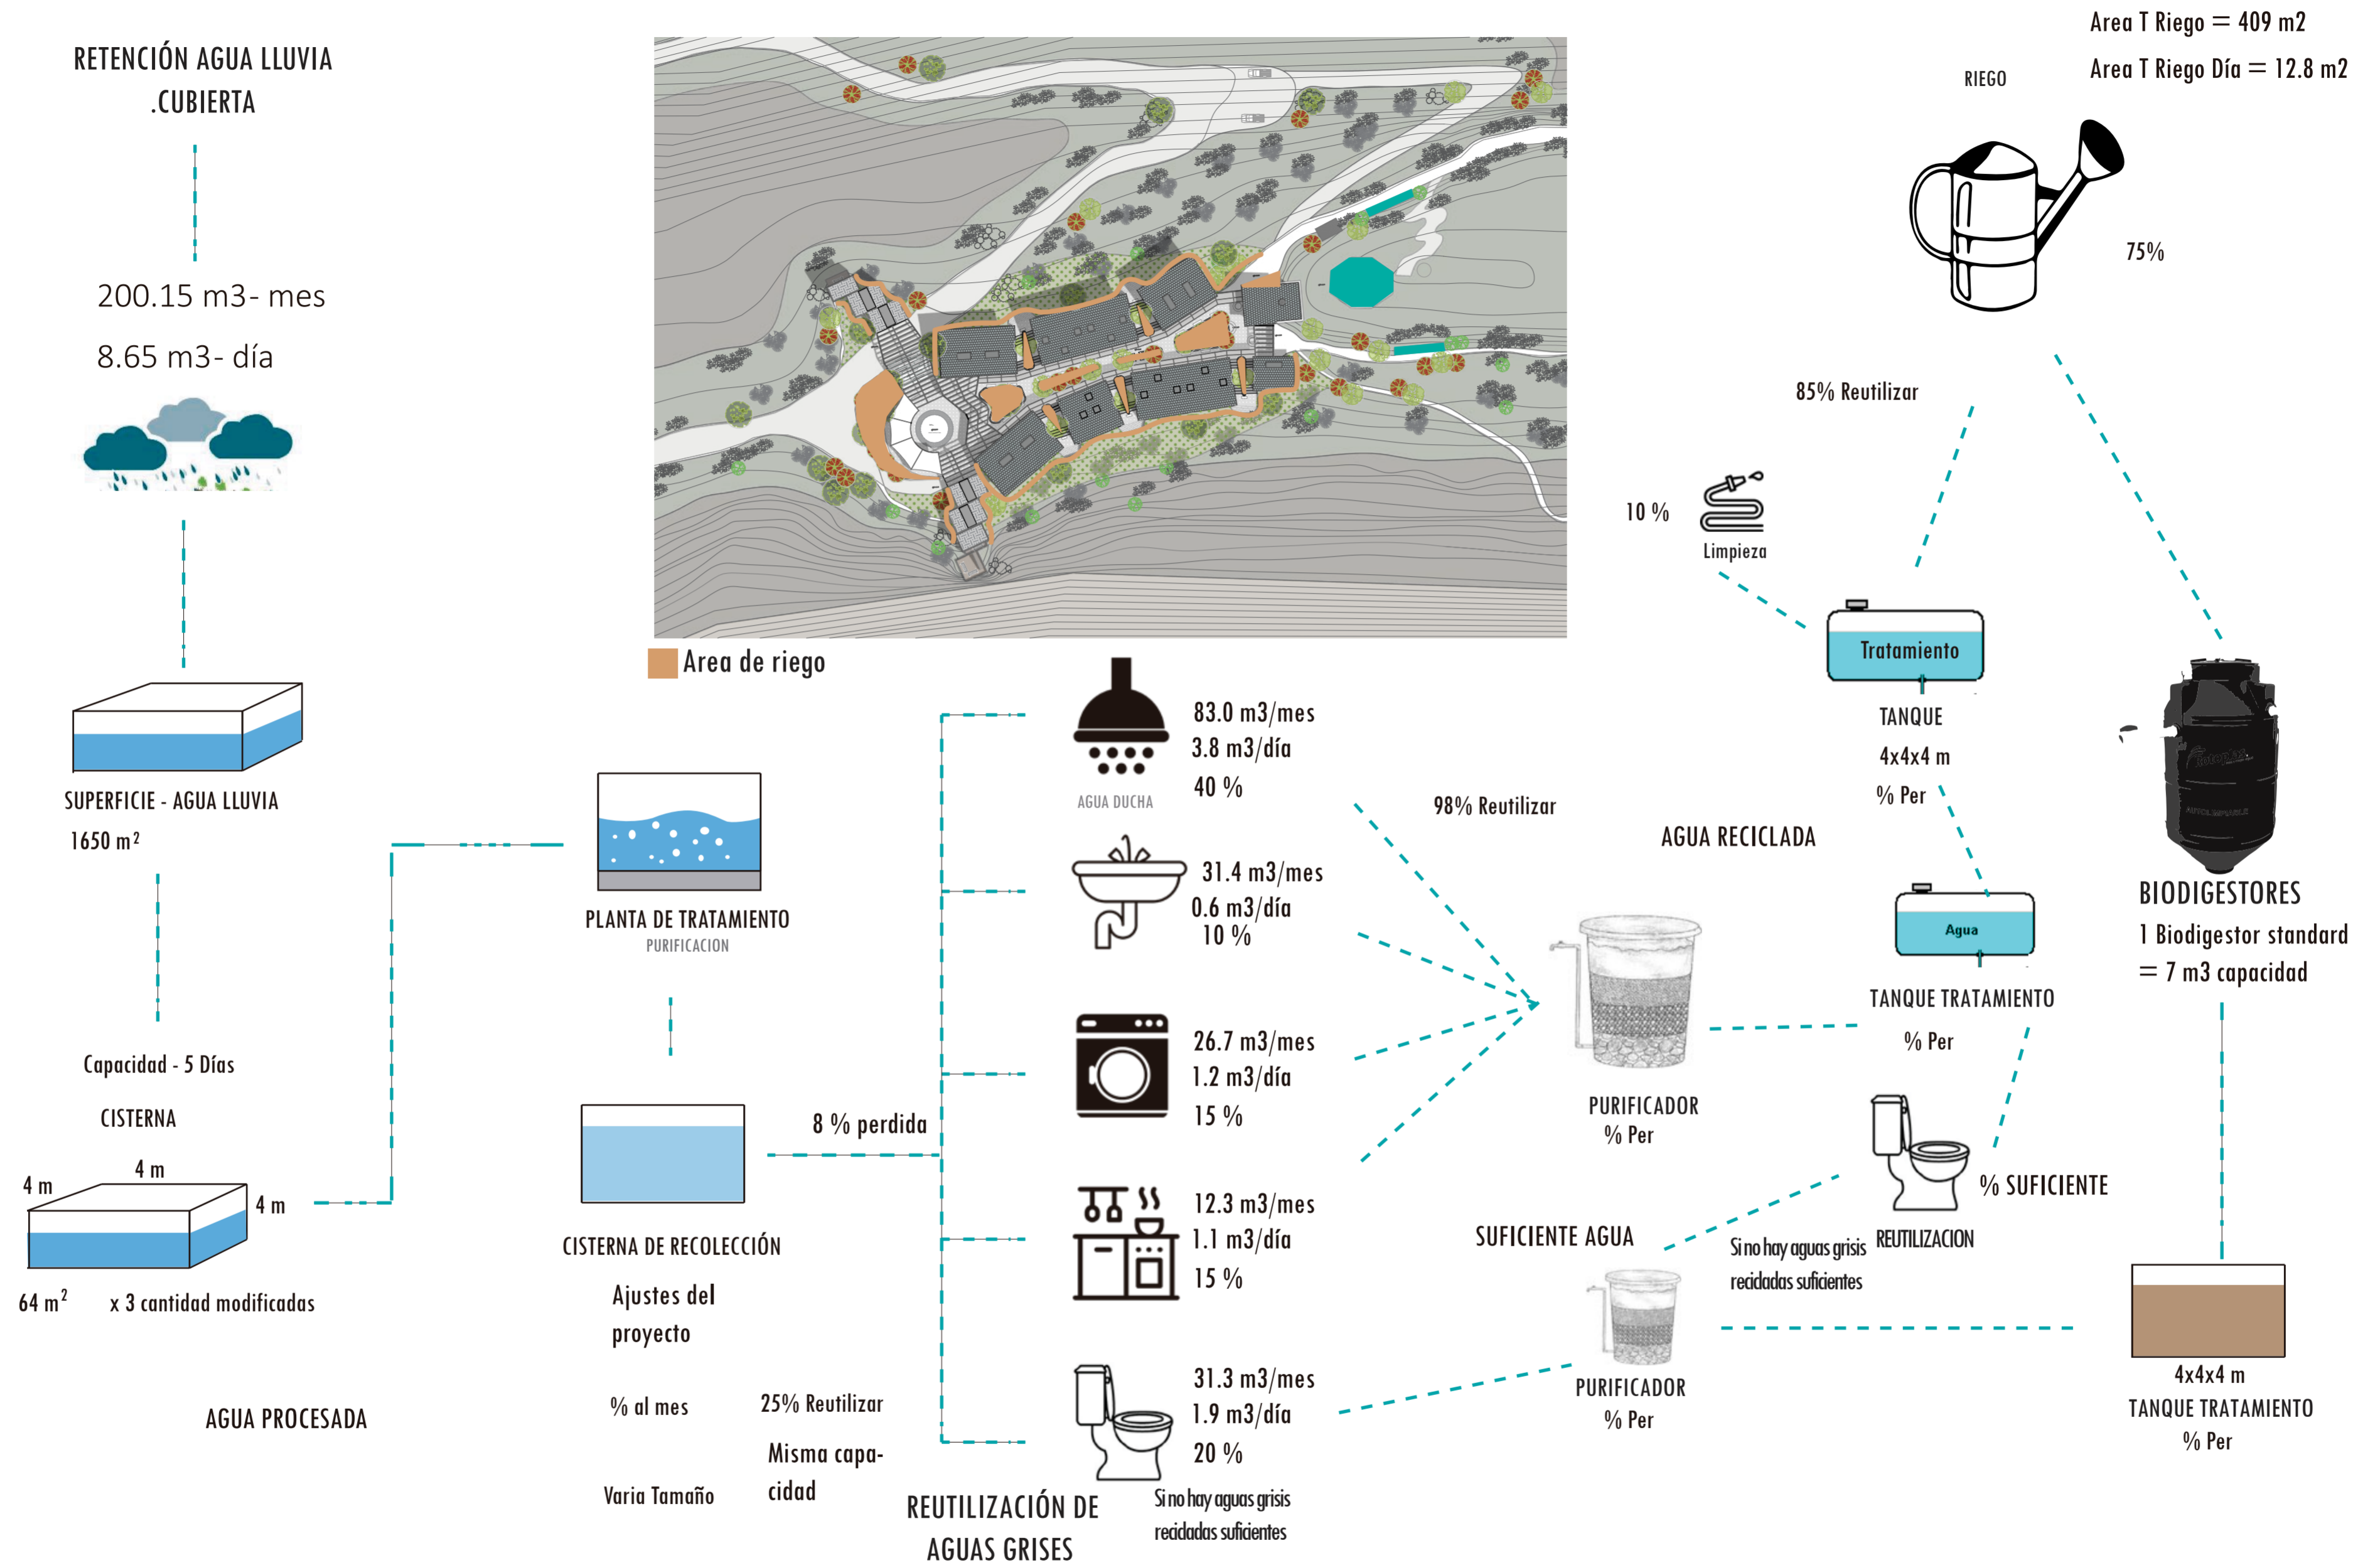 RETENCIÓN AGUA LLUVIA
.CUBIERTA
200.15 m3- mes
8.65 m3- día
SUPERFICIE - AGUA LLUVIA
1650 m²
Capacidad - 5 Días
CISTERNA
4 m
4 m
4 m
64 m²
x 3 cantidad modificadas
AGUA PROCESADA
Area de riego
PLANTA DE TRATAMIENTO
PURIFICACION
CISTERNA DE RECOLECCIÓN
Ajustes del
proyecto
% al mes
25% Reutilizar
Varia Tamaño
Misma capa-
cidad
8 % perdida
REUTILIZACIÓN DE
AGUAS GRISES
83.0 m3/mes
3.8 m3/día
40 %
AGUA DUCHA
31.4 m3/mes
0.6 m3/día
10 %
26.7 m3/mes
1.2 m3/día
15 %
12.3 m3/mes
1.1 m3/día
15 %
31.3 m3/mes
1.9 m3/día
20 %
Si no hay aguas grisis
recidadas suficientes
98% Reutilizar
AGUA RECICLADA
PURIFICADOR
% Per
SUFICIENTE AGUA
PURIFICADOR
% Per
Si no hay aguas grisis
recidadas suficientes
REUTILIZACION
% SUFICIENTE
Area T Riego = 409 m2
Area T Riego Día = 12.8 m2
RIEGO
75%
85% Reutilizar
10 %
Limpieza
Tratamiento
TANQUE
4x4x4 m
% Per
Agua
TANQUE TRATAMIENTO
% Per
AUTOLIMPIABLE
BIODIGESTORES
1 Biodigestor standard
= 7 m3 capacidad
4x4x4 m
TANQUE TRATAMIENTO
% Per